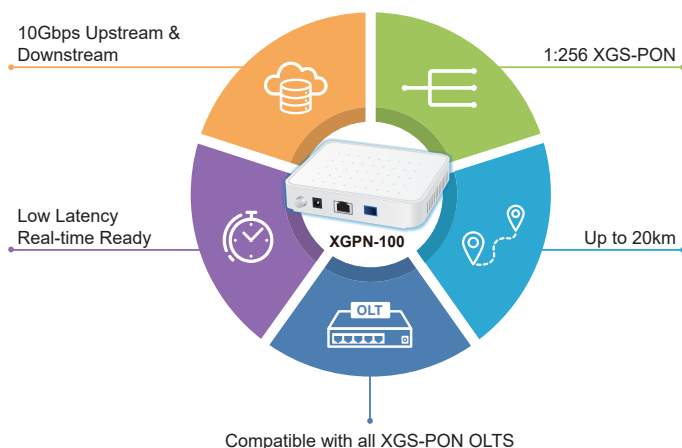 10Gbps Upstream &
Downstream
1:256 XGS-PON
Low Latency
Real-time Ready
XGPN-100
Up to 20km
OLT
Compatible with all XGS-PON OLTS